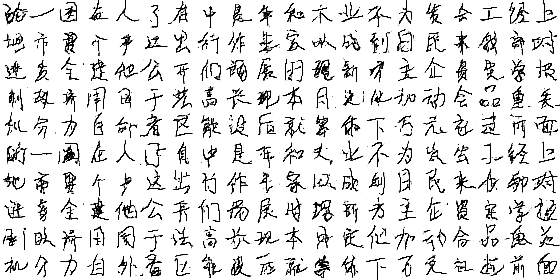 的一国在人了有中是年和大业不为发会工经上
地市要个产这出行作生家以成到日民来我部对
进多全建他公开们场展时理新方主企资实学报
制政济用同于法高长现本月定化加动合品重关
机分力自外者区能设后就等体下万元社过前面
的一国在人了有中是年和大业不为发会工经上
地市要个产这出行作生家以成到日民来我部对
进多全建他公开们场展时理新方主企资实学报
制政济用同于法高长现本月定化加动合品重关
机分力自外者区能设后就等体下万元社过前面